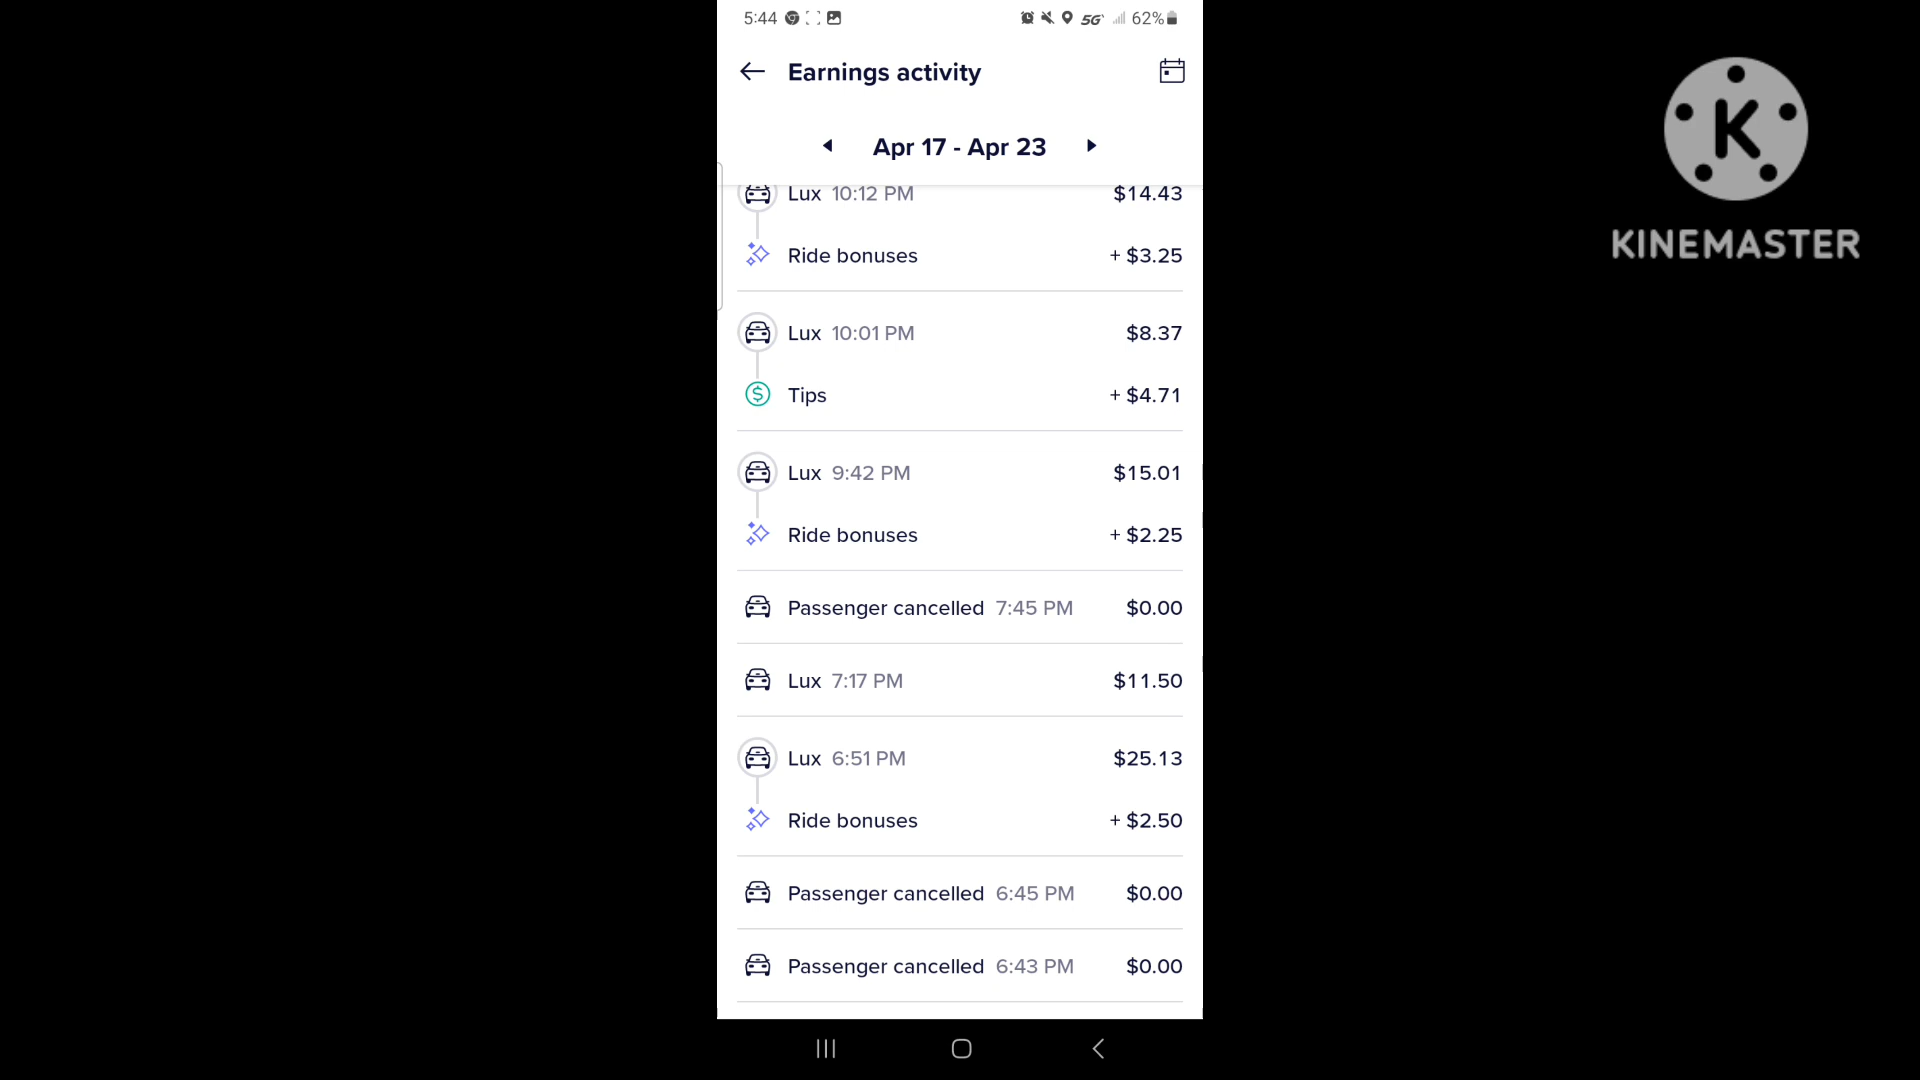 5:44 5G 62%
Earnings activity
Apr 17 - Apr 23
Lux 10:12 PM $14.43
Ride bonuses + $3.25
Lux 10:01 PM $8.37
$ Tips + $4.71
Lux 9:42 PM $15.01
Ride bonuses + $2.25
Passenger cancelled 7:45 PM $0.00
Lux 7:17 PM $11.50
Lux 6:51 PM $25.13
Ride bonuses + $2.50
Passenger cancelled 6:45 PM $0.00
Passenger cancelled 6:43 PM $0.00
K
KINEMASTER